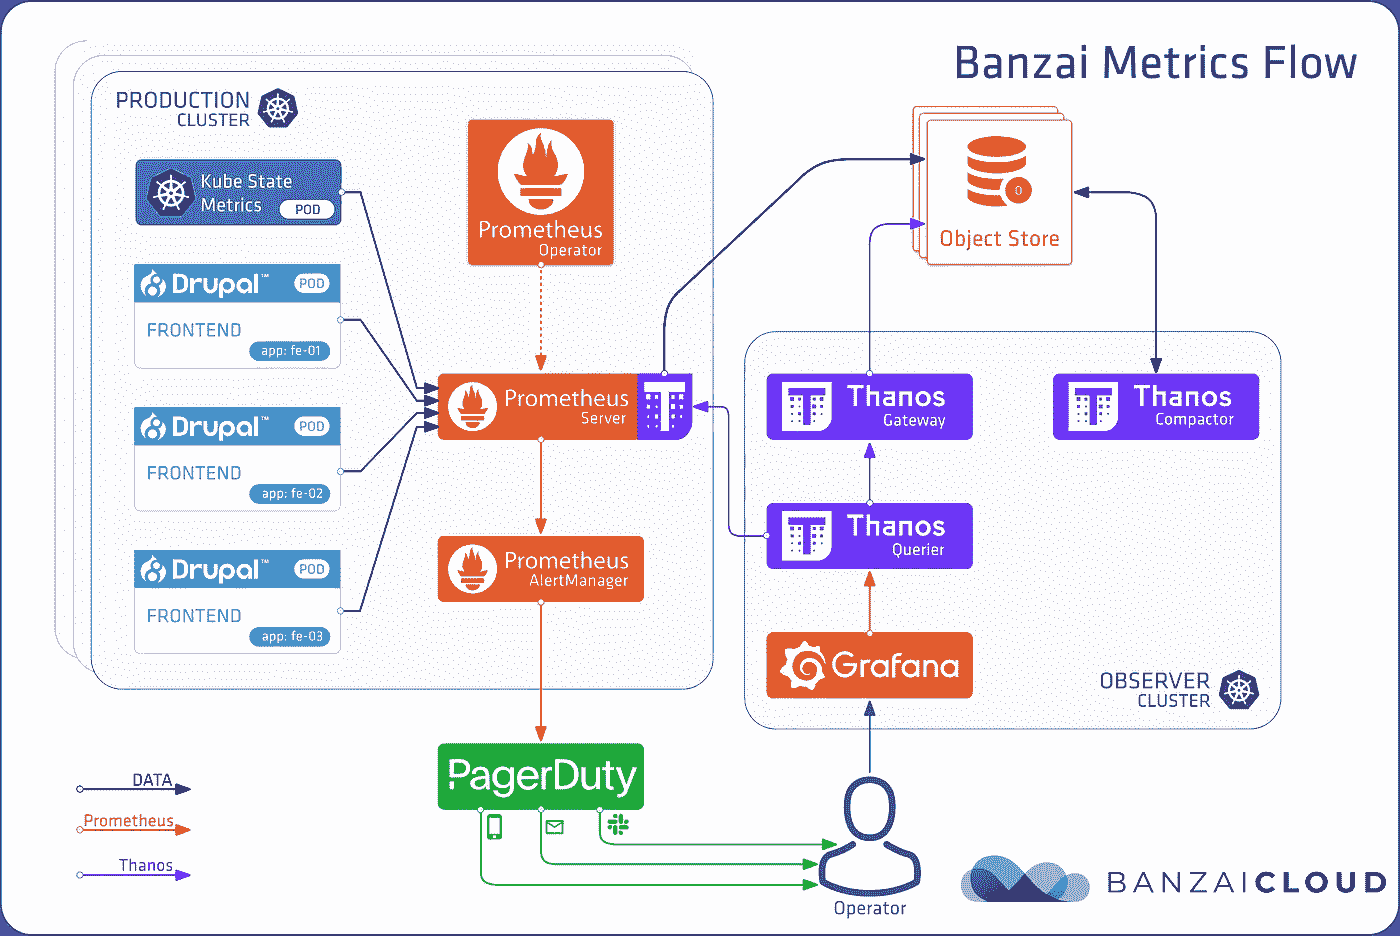 Banzai Metrics Flow
PRODUCTION
CLUSTER
Kube State
Metrics
POD
Drupal™
POD
FRONTEND
app: fe-01
Drupal™
POD
FRONTEND
app: fe-02
Drupal™
POD
FRONTEND
app: fe-03
Prometheus
Operator
Prometheus
Server
T
Prometheus
AlertManager
PagerDuty
0
Object Store
T
Thanos
Gateway
T
Thanos
Compactor
T
Thanos
Querier
Grafana
OBSERVER
CLUSTER
DATA
Prometheus
Thanos
Operator
BANZAICLOUD